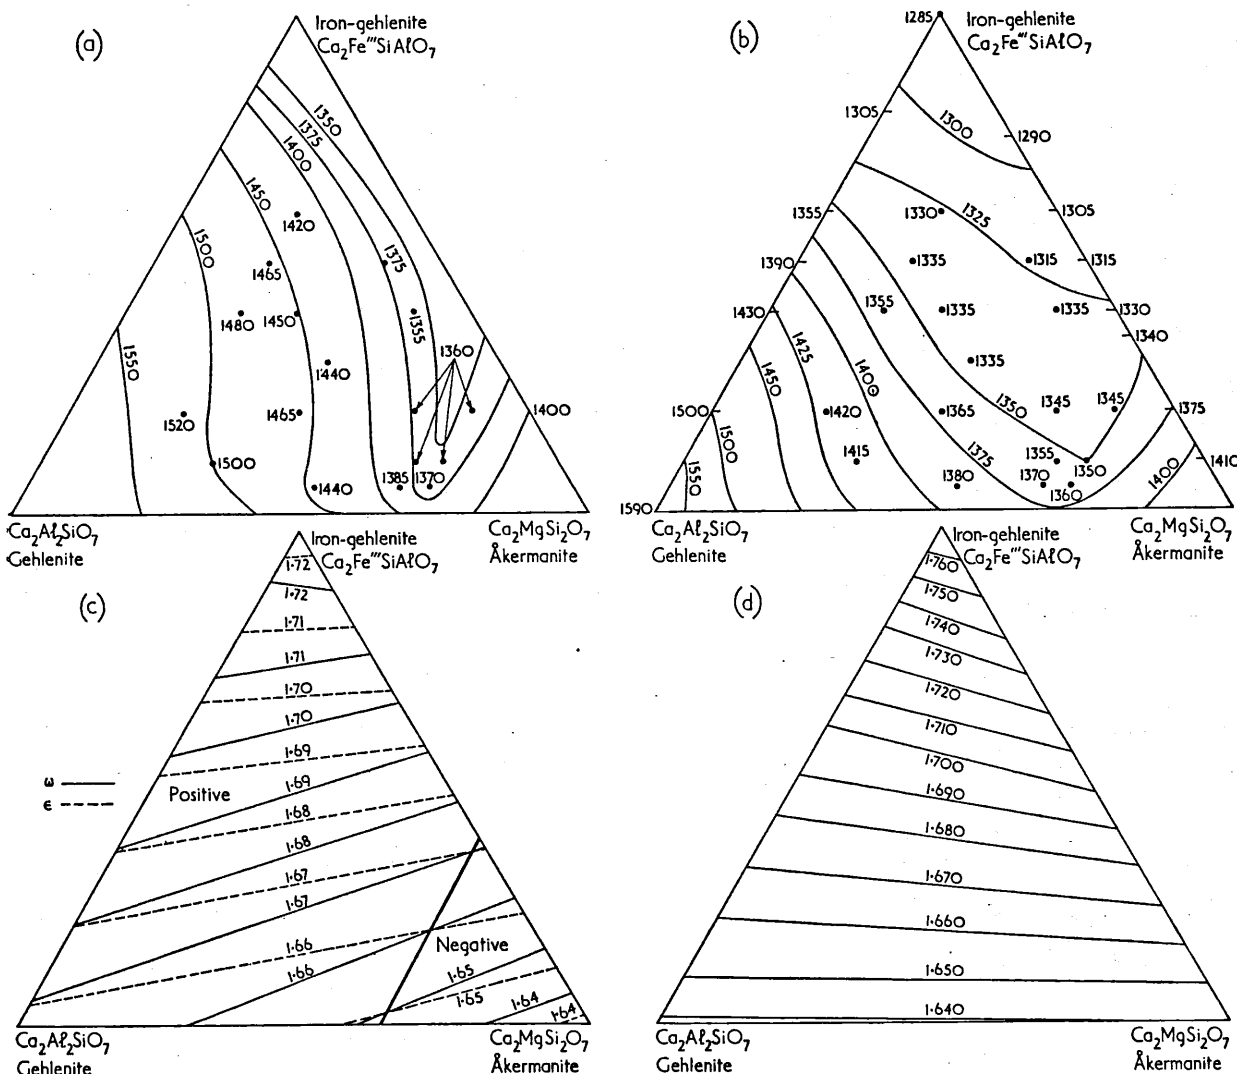 (a)
Iron-gehlenite
Ca₂Fe‴SiAlO₇
1350
1375
1400
1450
1420
1500
1465
1375
1480
1450
1355
1550
1440
1360
1520
1465
1400
1500
1440
1385
1370
Ca₂Al₂SiO₇
Gehlenite
Ca₂MgSi₂O₇
Åkermanite
(b)
1285
Iron-gehlenite
Ca₂Fe‴SiAlO₇
1305
1300
1290
1355
1330
1325
1305
1390
1335
1315
1315
1430
1355
1335
1335
1330
1340
1425
1335
1450
1400
1500
1420
1365
1350
1345
1345
1375
1500
1415
1375
1355
1350
1410
1550
1380
1370
1360
1400
1590
Ca₂Al₂SiO₇
Gehlenite
Ca₂MgSi₂O₇
Åkermanite
(c)
Iron-gehlenite
Ca₂Fe‴SiAlO₇
1·72
1·72
1·71
1·71
1·70
1·70
1·69
ω
1·69
ϵ
Positive
1·68
1·68
1·67
1·67
1·66
Negative
1·66
1·65
1·65
1·64
1·64
Ca₂Al₂SiO₇
Gehlenite
Ca₂MgSi₂O₇
Åkermanite
(d)
Iron-gehlenite
Ca₂Fe‴SiAlO₇
1·760
1·750
1·740
1·730
1·720
1·710
1·700
1·690
1·680
1·670
1·660
1·650
1·640
Ca₂Al₂SiO₇
Gehlenite
Ca₂MgSi₂O₇
Åkermanite